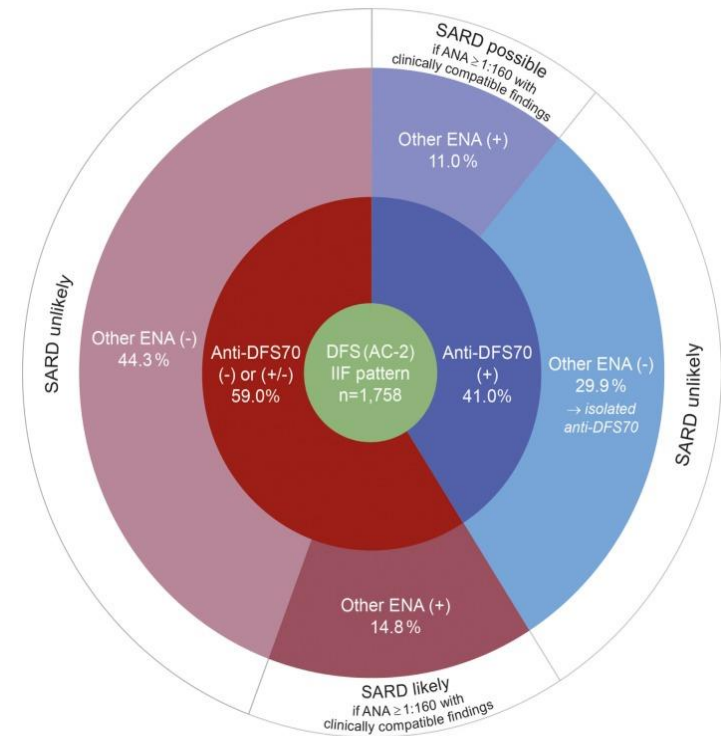 SARD possible
if ANA ≥ 1:160 with
clinically compatible findings
Other ENA (+)
11.0 %
SARD unlikely
Other ENA (-)
44.3 %
Anti-DFS70
(-) or (+/-)
59.0%
DFS (AC-2)
IIF pattern
n=1,758
Anti-DFS70
(+)
41.0%
Other ENA (-)
29.9 %
→ isolated
anti-DFS70
SARD unlikely
Other ENA (+)
14.8 %
SARD likely
if ANA ≥ 1:160 with
clinically compatible findings